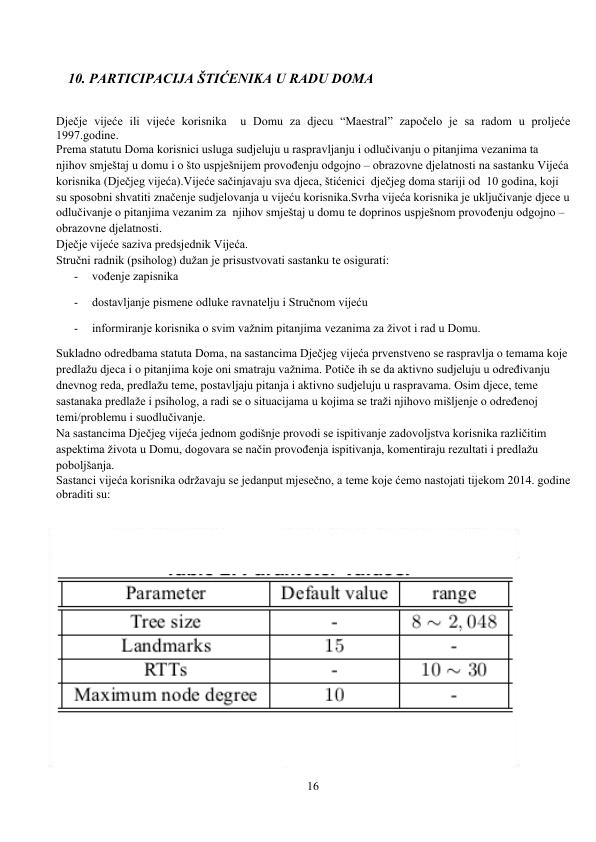 10. PARTICIPACIJA ŠTIĆENIKA U RADU DOMA
Dječje vijeće ili vijeće korisnika u Domu za djecu “Maestral” započelo je sa radom u proljeće
1997.godine.
Prema statutu Doma korisnici usluga sudjeluju u raspravljanju i odlučivanju o pitanjima vezanima ta
njihov smještaj u domu i o što uspješnijem provođenju odgojno – obrazovne djelatnosti na sastanku Vijeća
korisnika (Dječjeg vijeća).Vijeće sačinjavaju sva djeca, štićenici dječjeg doma stariji od 10 godina, koji
su sposobni shvatiti značenje sudjelovanja u vijeću korisnika.Svrha vijeća korisnika je uključivanje djece u
odlučivanje o pitanjima vezanim za njihov smještaj u domu te doprinos uspješnom provođenju odgojno –
obrazovne djelatnosti.
Dječje vijeće saziva predsjednik Vijeća.
Stručni radnik (psiholog) dužan je prisustvovati sastanku te osigurati:
- vođenje zapisnika
- dostavljanje pismene odluke ravnatelju i Stručnom vijeću
- informiranje korisnika o svim važnim pitanjima vezanima za život i rad u Domu.
Sukladno odredbama statuta Doma, na sastancima Dječjeg vijeća prvenstveno se raspravlja o temama koje
predlažu djeca i o pitanjima koje oni smatraju važnima. Potiče ih se da aktivno sudjeluju u određivanju
dnevnog reda, predlažu teme, postavljaju pitanja i aktivno sudjeluju u raspravama. Osim djece, teme
sastanaka predlaže i psiholog, a radi se o situacijama u kojima se traži njihovo mišljenje o određenoj
temi/problemu i suodlučivanje.
Na sastancima Dječjeg vijeća jednom godišnje provodi se ispitivanje zadovoljstva korisnika različitim
aspektima života u Domu, dogovara se način provođenja ispitivanja, komentiraju rezultati i predlažu
poboljšanja.
Sastanci vijeća korisnika održavaju se jedanput mjesečno, a teme koje ćemo nastojati tijekom 2014. godine
obraditi su:
Parameter Default value range
Tree size - 8 ∼ 2, 048
Landmarks 15 -
RTTs - 10 ∼ 30
Maximum node degree 10 -
16